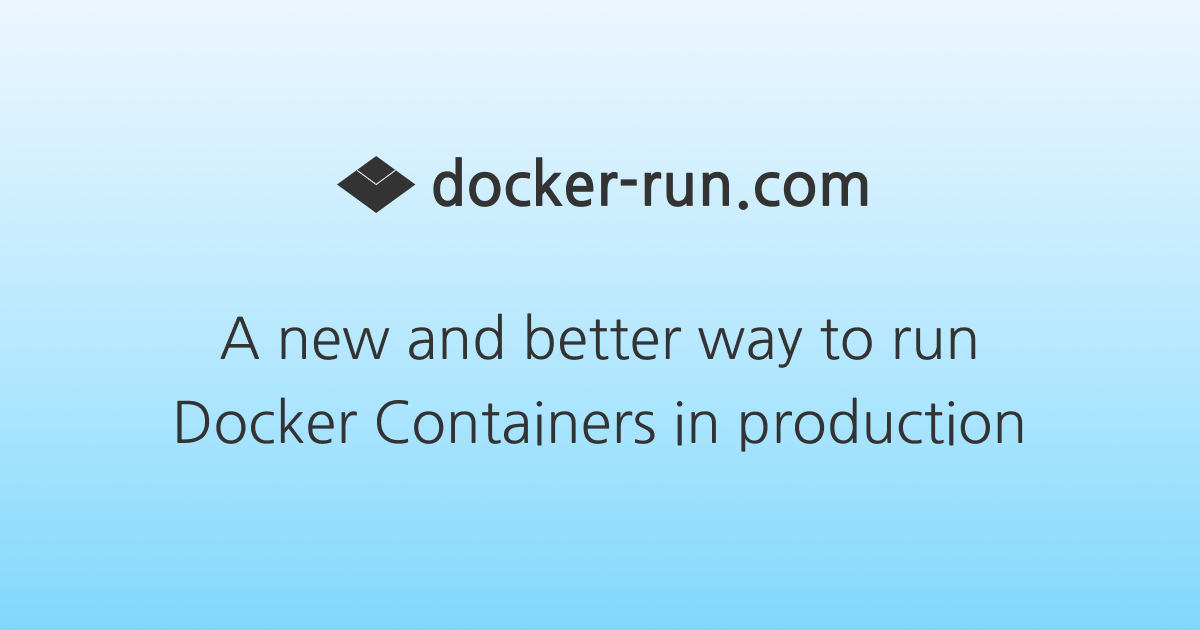 docker-run.com
A new and better way to run
Docker Containers in production